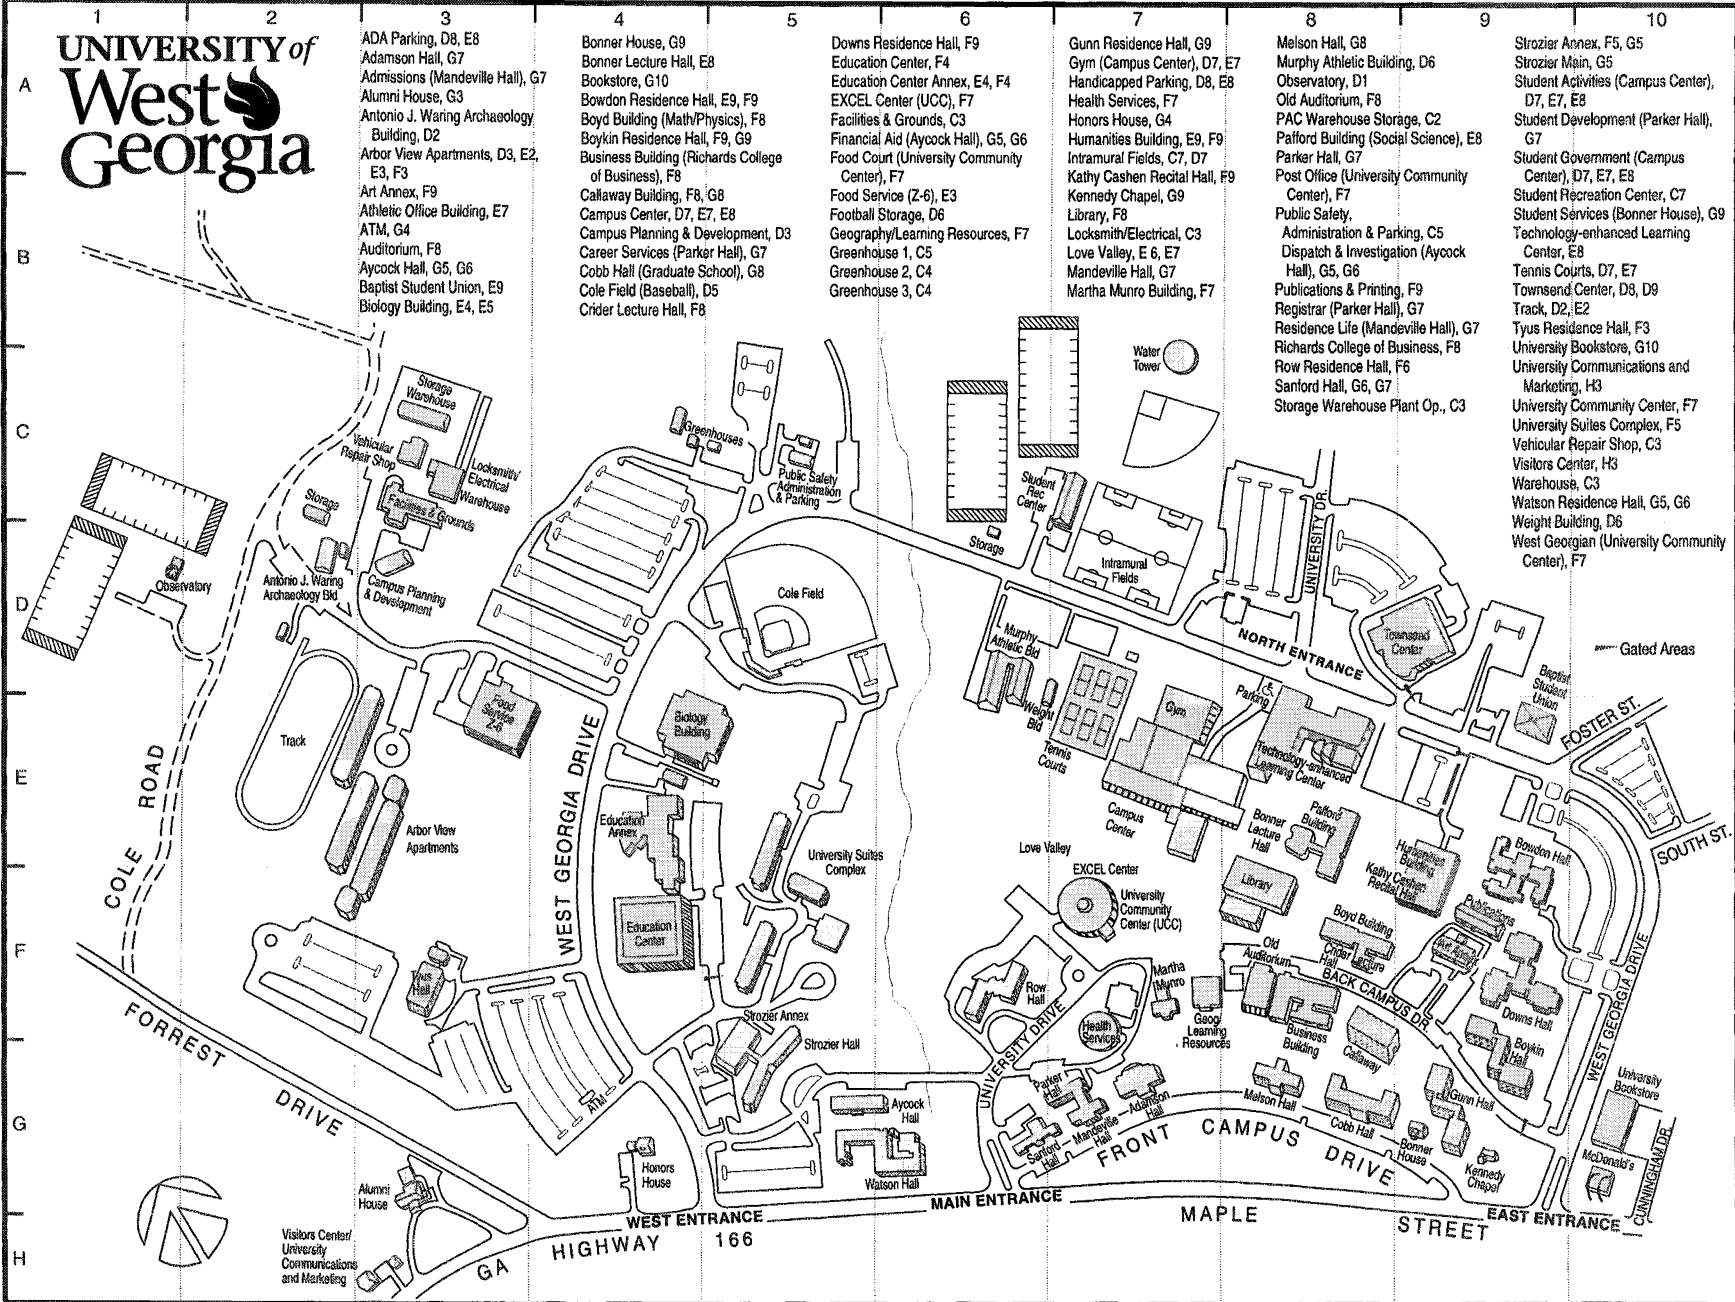 1 2 3 4 5 6 7 8 9 10
A
B
C
D
E
F
G
H
UNIVERSITY of
West
Georgia
ADA Parking, D8, E8
Adamson Hall, G7
Admissions (Mandeville Hall), G7
Alumni House, G3
Antonio J. Waring Archaeology
Building, D2
Arbor View Apartments, D3, E2,
E3, F3
Art Annex, F9
Athletic Office Building, E7
ATM, G4
Auditorium, F8
Aycock Hall, G5, G6
Baptist Student Union, E9
Biology Building, E4, E5
Bonner House, G9
Bonner Lecture Hall, E8
Bookstore, G10
Bowdon Residence Hall, E9, F9
Boyd Building (Math/Physics), F8
Boykin Residence Hall, F9, G9
Business Building (Richards College
of Business), F8
Callaway Building, F8, G8
Campus Center, D7, E7, E8
Campus Planning & Development, D3
Career Services (Parker Hall), G7
Cobb Hall (Graduate School), G8
Cole Field (Baseball), D5
Crider Lecture Hall, F8
Downs Residence Hall, F9
Education Center, F4
Education Center Annex, E4, F4
EXCEL Center (UCC), F7
Facilities & Grounds, C3
Financial Aid (Aycock Hall), G5, G6
Food Court (University Community
Center), F7
Food Service (Z-6), E3
Football Storage, D6
Geography/Learning Resources, F7
Greenhouse 1, C5
Greenhouse 2, C4
Greenhouse 3, C4
Gunn Residence Hall, G9
Gym (Campus Center), D7, E7
Handicapped Parking, D8, E8
Health Services, F7
Honors House, G4
Humanities Building, E9, F9
Intramural Fields, C7, D7
Kathy Cashen Recital Hall, F9
Kennedy Chapel, G9
Library, F8
Locksmith/Electrical, C3
Love Valley, E 6, E7
Mandeville Hall, G7
Martha Munro Building, F7
Melson Hall, G8
Murphy Athletic Building, D6
Observatory, D1
Old Auditorium, F8
PAC Warehouse Storage, C2
Pafford Building (Social Science), E8
Parker Hall, G7
Post Office (University Community
Center), F7
Public Safety,
Administration & Parking, C5
Dispatch & Investigation (Aycock
Hall), G5, G6
Publications & Printing, F9
Registrar (Parker Hall), G7
Residence Life (Mandeville Hall), G7
Richards College of Business, F8
Row Residence Hall, F6
Sanford Hall, G6, G7
Storage Warehouse Plant Op., C3
Strozier Annex, F5, G5
Strozier Main, G5
Student Activities (Campus Center),
D7, E7, E8
Student Development (Parker Hall),
G7
Student Government (Campus
Center), D7, E7, E8
Student Recreation Center, C7
Student Services (Bonner House), G9
Technology-enhanced Learning
Center, E8
Tennis Courts, D7, E7
Townsend Center, D8, D9
Track, D2, E2
Tyus Residence Hall, F3
University Bookstore, G10
University Communications and
Marketing, H3
University Community Center, F7
University Suites Complex, F5
Vehicular Repair Shop, C3
Visitors Center, H3
Warehouse, C3
Watson Residence Hall, G5, G6
Weight Building, D6
West Georgian (University Community
Center), F7
Water
Tower
Storage
Warehouse
Vehicular
Repair Shop
Locksmith/
Electrical
Warehouse
Facilities & Grounds
Storage
Greenhouses
Public Safety
Administration
& Parking
Student
Rec
Center
Storage
Intramural
Fields
UNIVERSITY DR.
Observatory
Antonio J. Waring
Archaeology Bld
Campus Planning
& Development
Cole Field
Murphy
Athletic Bld
NORTH ENTRANCE
Townsend
Center
Gated Areas
Baptist
Student
Union
FOSTER ST.
Food
Service
Z-6
Biology
Building
Weight
Bld
Tennis
Courts
Gym
Parking
Technology-enhanced
Learning Center
Track
COLE ROAD
WEST GEORGIA DRIVE
Education
Annex
Arbor View
Apartments
Campus
Center
Bonner
Lecture
Hall
Pafford
Building
Humanities
Building
Kathy Cashen
Recital Hall
Bowdon Hall
SOUTH ST.
University Suites
Complex
Love Valley
EXCEL Center
University
Community
Center (UCC)
Library
Publications
Education
Center
Boyd Building
Crider Lecture
Hall
Art Annex
Old
Auditorium
BACK CAMPUS DR.
Tyus
Hall
Row
Hall
Martha
Munro
Geog
Learning
Resources
Business
Building
Downs Hall
WEST GEORGIA DRIVE
FORREST DRIVE
Strozier Annex
Strozier Hall
UNIVERSITY DRIVE
Health
Services
Callaway
Boykin
Hall
University
Bookstore
ATM
Aycock
Hall
Parker
Hall
Adamson
Hall
Mandeville
Hall
Sanford
Hall
Melson Hall
Cobb Hall
Gunn Hall
Bonner
House
Kennedy
Chapel
McDonald's
CUNNINGHAM DR.
FRONT CAMPUS DRIVE
Honors
House
Watson Hall
Alumni
House
WEST ENTRANCE
MAIN ENTRANCE
EAST ENTRANCE
MAPLE STREET
Visitors Center/
University
Communications
and Marketing
GA HIGHWAY 166